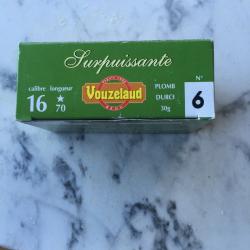 Surpuissante
calibre longueur
16 ★ 70
Vouzelaud
PLOMB
DURCI
30g
N°
6